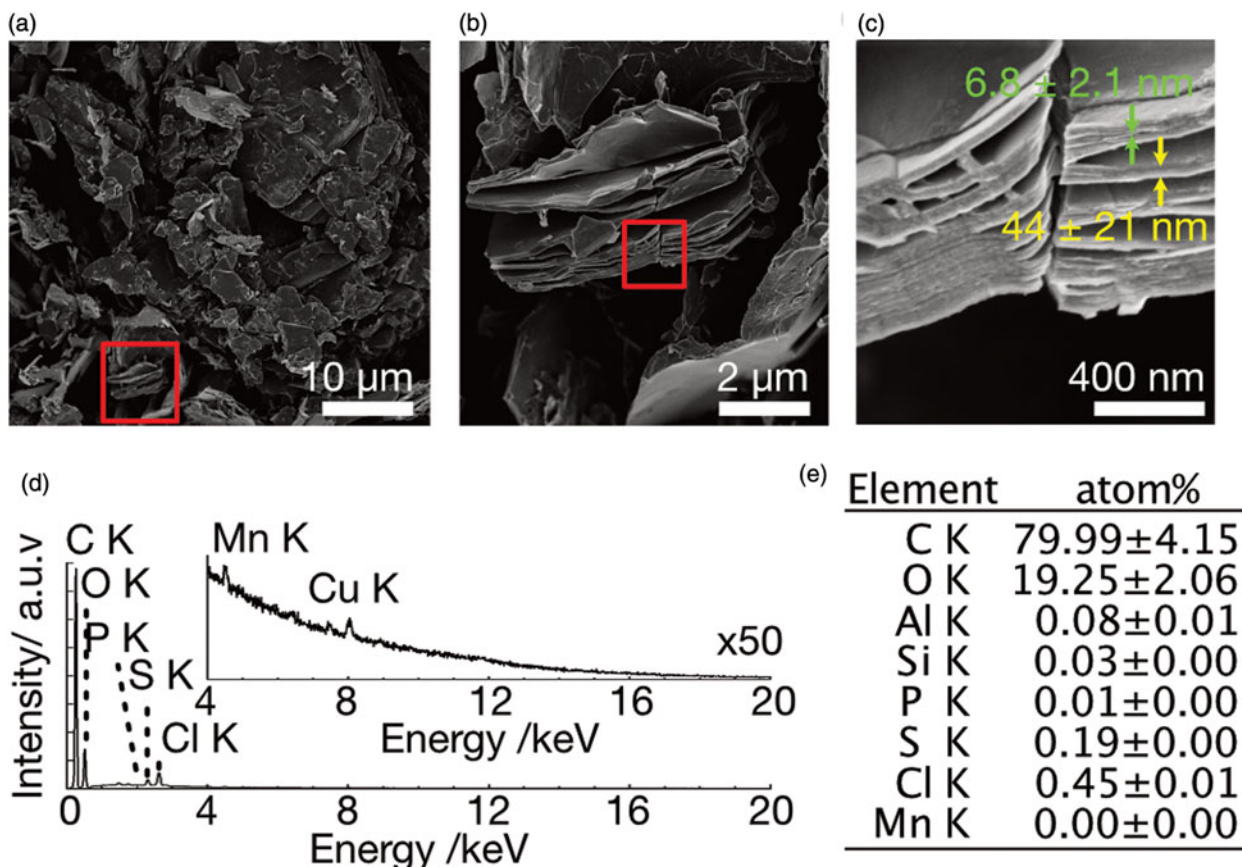 (a)
10 µm
(b)
2 µm
(c)
6.8 ± 2.1 nm
44 ± 21 nm
400 nm
(d)
C K
O K
P K
S K
Cl K
Mn K
Cu K
x50
4 8 12 16 20
Energy /keV
Intensity/ a.u.v
0 4 8 12 16 20
Energy /keV
(e)
Element atom%
C K 79.99±4.15
O K 19.25±2.06
Al K 0.08±0.01
Si K 0.03±0.00
P K 0.01±0.00
S K 0.19±0.00
Cl K 0.45±0.01
Mn K 0.00±0.00